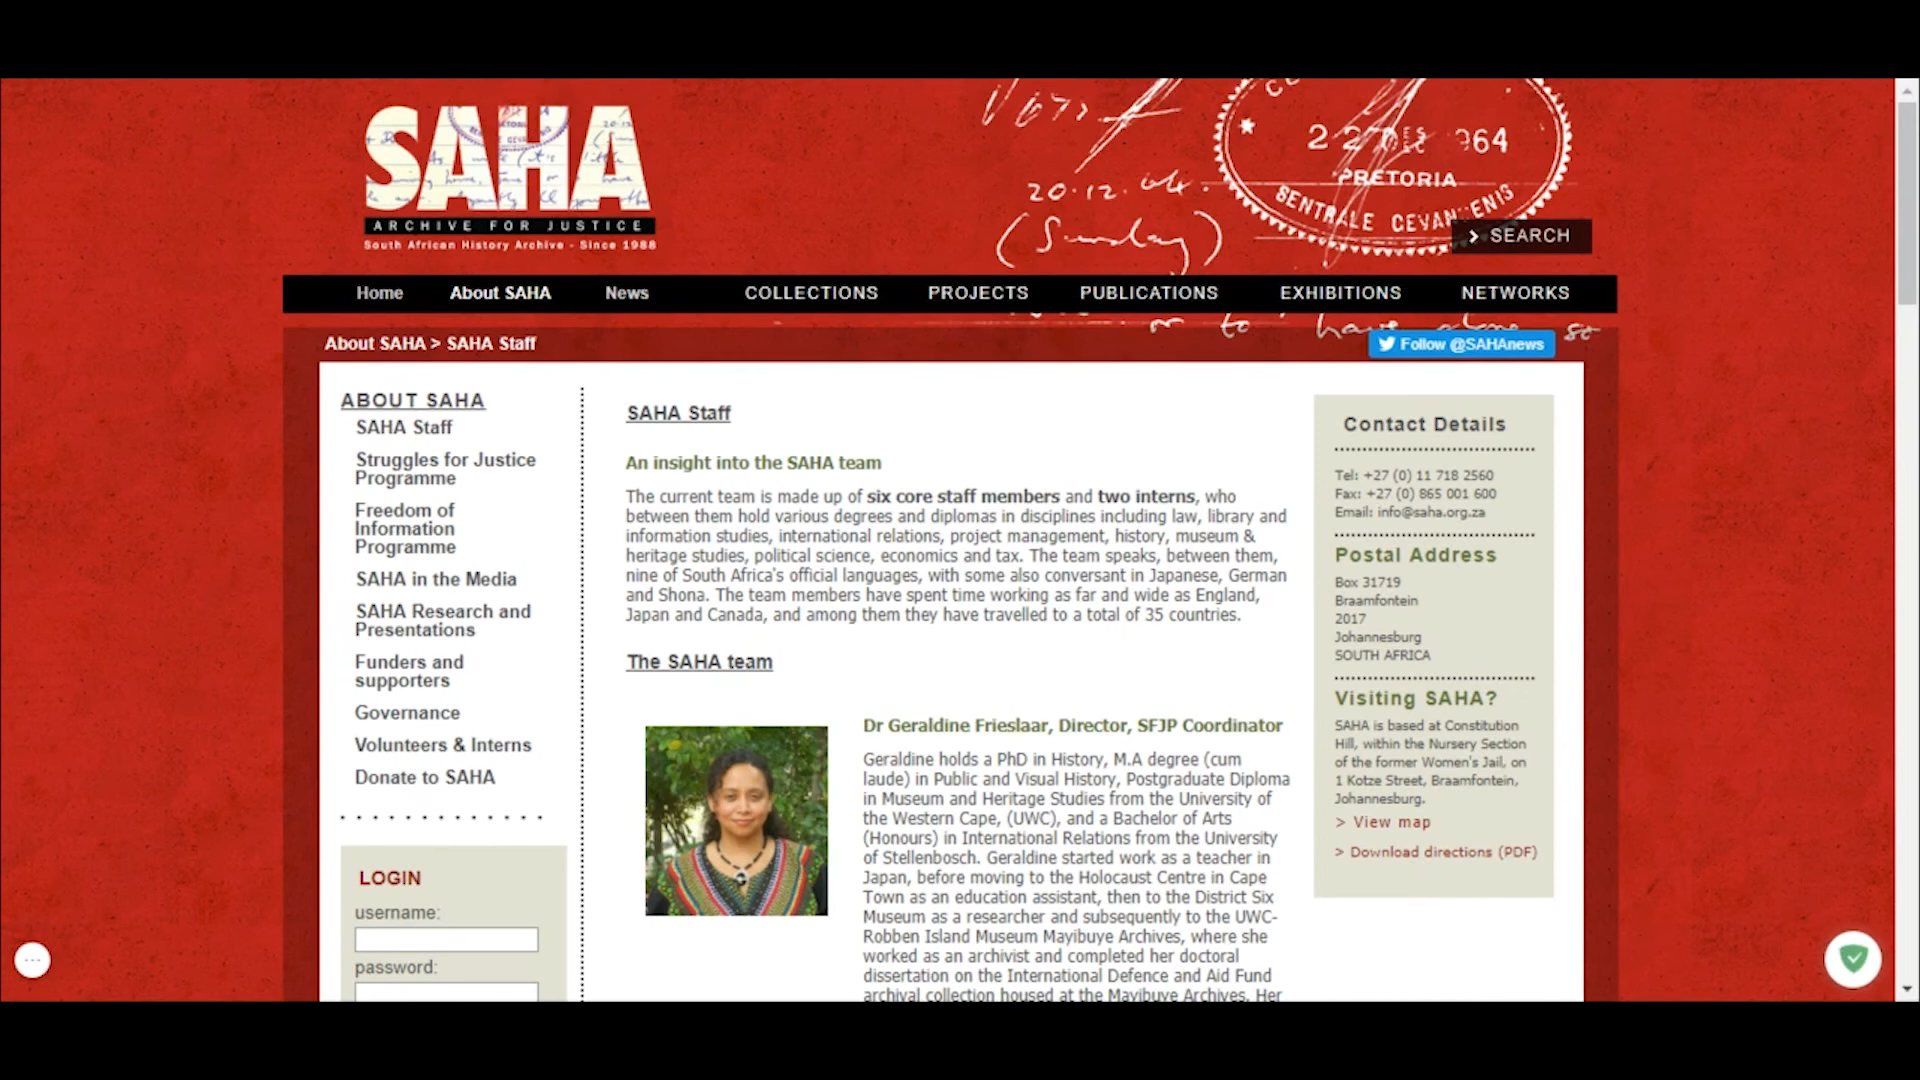 SAHA
ARCHIVE FOR JUSTICE
South African History Archive - Since 1988
20.12.64.
(Sunday)
PRETORIA
SENTRALE
> SEARCH
Home
About SAHA
News
COLLECTIONS
PROJECTS
PUBLICATIONS
EXHIBITIONS
NETWORKS
or to have alone so
About SAHA > SAHA Staff
Follow @SAHAnews
ABOUT SAHA
SAHA Staff
Struggles for Justice
Programme
Freedom of
Information
Programme
SAHA in the Media
SAHA Research and
Presentations
Funders and
supporters
Governance
Volunteers & Interns
Donate to SAHA
LOGIN
username:
password:
SAHA Staff
An insight into the SAHA team
The current team is made up of six core staff members and two interns, who
between them hold various degrees and diplomas in disciplines including law, library and
information studies, international relations, project management, history, museum &
heritage studies, political science, economics and tax. The team speaks, between them,
nine of South Africa's official languages, with some also conversant in Japanese, German
and Shona. The team members have spent time working as far and wide as England,
Japan and Canada, and among them they have travelled to a total of 35 countries.
The SAHA team
Dr Geraldine Frieslaar, Director, SFJP Coordinator
Geraldine holds a PhD in History, M.A degree (cum
laude) in Public and Visual History, Postgraduate Diploma
in Museum and Heritage Studies from the University of
the Western Cape, (UWC), and a Bachelor of Arts
(Honours) in International Relations from the University
of Stellenbosch. Geraldine started work as a teacher in
Japan, before moving to the Holocaust Centre in Cape
Town as an education assistant, then to the District Six
Museum as a researcher and subsequently to the UWC-
Robben Island Museum Mayibuye Archives, where she
worked as an archivist and completed her doctoral
dissertation on the International Defence and Aid Fund
archival collection housed at the Mayibuye Archives. Her
Contact Details
Tel: +27 (0) 11 718 2560
Fax: +27 (0) 865 001 600
Email: info@saha.org.za
Postal Address
Box 31719
Braamfontein
2017
Johannesburg
SOUTH AFRICA
Visiting SAHA?
SAHA is based at Constitution
Hill, within the Nursery Section
of the former Women's Jail, on
1 Kotze Street, Braamfontein,
Johannesburg.
> View map
> Download directions (PDF)